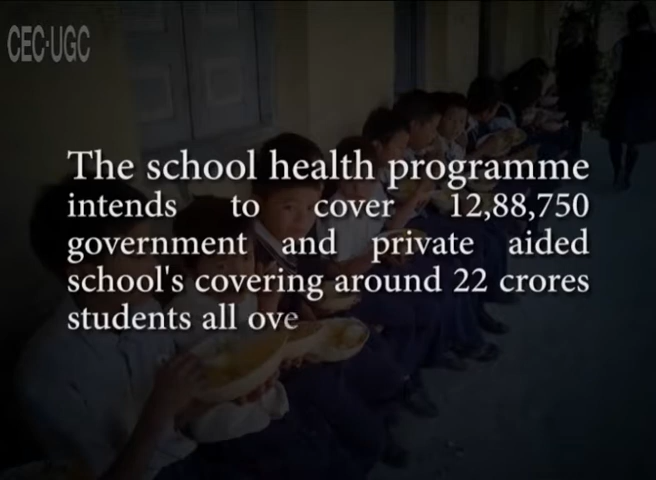 CEC-UGC
The school health programme
intends to cover 12,88,750
government and private aided
school's covering around 22 crores
students all ove